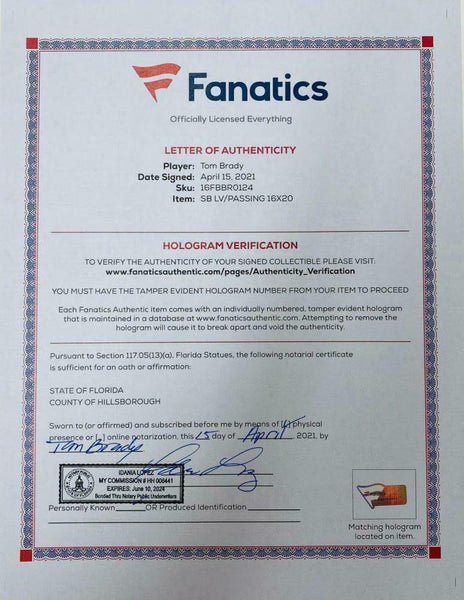 Fanatics
Officially Licensed Everything
LETTER OF AUTHENTICITY
Player: Tom Brady
Date Signed: April 15, 2021
Sku: 16FBBR0124
Item: SB LV/PASSING 16X20
HOLOGRAM VERIFICATION
TO VERIFY THE AUTHENTICITY OF YOUR SIGNED COLLECTIBLE PLEASE VISIT:
www.fanaticsauthentic.com/pages/Authenticity_Verification
YOU MUST HAVE THE TAMPER EVIDENT HOLOGRAM NUMBER FROM YOUR ITEM TO PROCEED
Each Fanatics Authentic item comes with an individually numbered, tamper evident hologram
that is maintained in a database at www.fanaticsauthentic.com. Attempting to remove the
hologram will cause it to break apart and void the authenticity.
Pursuant to Section 117.05(13)(a). Florida Statues, the following notarial certificate
is sufficient for an oath or affirmation:
STATE OF FLORIDA
COUNTY OF HILLSBOROUGH
Sworn to (or affirmed) and subscribed before me by means of physical
presence or [ ] online notarization, this 15 day of April, 2021, by
Tom Brady
IDANIA LOPEZ
MY COMMISSION # HH 006441
EXPIRES: June 10, 2024
Bonded Thru Notary Public Underwriters
Personally Known OR Produced Identification
Matching hologram
located on item.